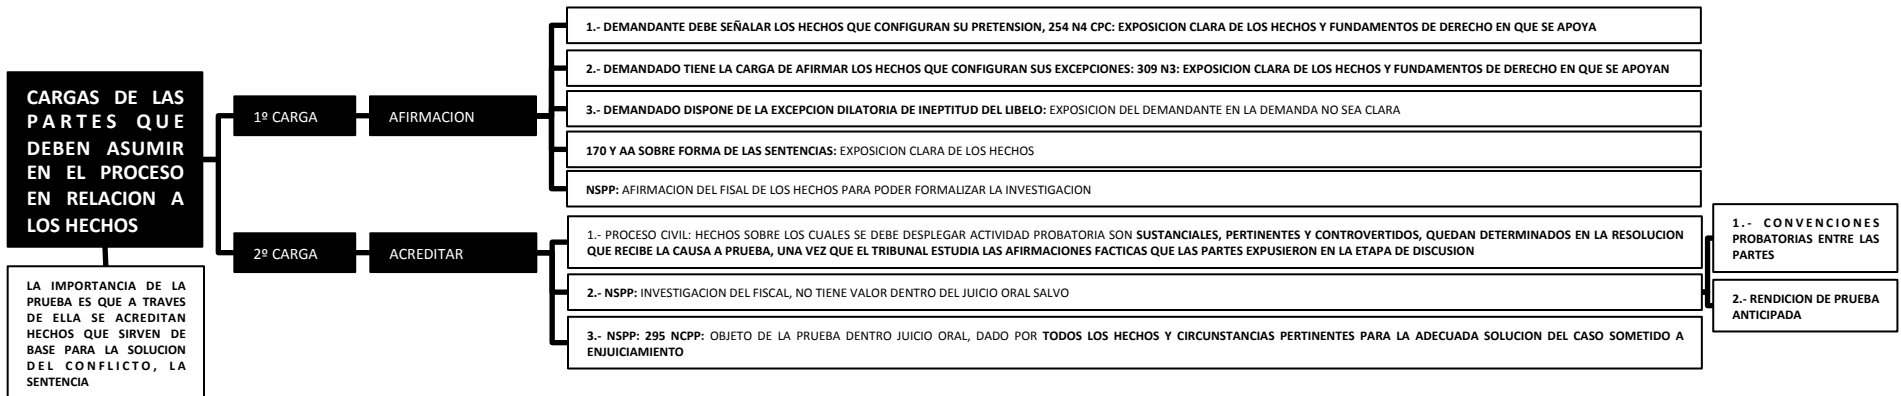 CARGAS DE LAS
PARTES QUE
DEBEN ASUMIR
EN EL PROCESO
EN RELACION A
LOS HECHOS
LA IMPORTANCIA DE LA
PRUEBA ES QUE A TRAVES
DE ELLA SE ACREDITAN
HECHOS QUE SIRVEN DE
BASE PARA LA SOLUCION
DEL CONFLICTO, LA
SENTENCIA
1º CARGA
AFIRMACION
1.- DEMANDANTE DEBE SEÑALAR LOS HECHOS QUE CONFIGURAN SU PRETENSION, 254 N4 CPC: EXPOSICION CLARA DE LOS HECHOS Y FUNDAMENTOS DE DERECHO EN QUE SE APOYA
2.- DEMANDADO TIENE LA CARGA DE AFIRMAR LOS HECHOS QUE CONFIGURAN SUS EXCEPCIONES: 309 N3: EXPOSICION CLARA DE LOS HECHOS Y FUNDAMENTOS DE DERECHO EN QUE SE APOYAN
3.- DEMANDADO DISPONE DE LA EXCEPCION DILATORIA DE INEPTITUD DEL LIBELO: EXPOSICION DEL DEMANDANTE EN LA DEMANDA NO SEA CLARA
170 Y AA SOBRE FORMA DE LAS SENTENCIAS: EXPOSICION CLARA DE LOS HECHOS
NSPP: AFIRMACION DEL FISAL DE LOS HECHOS PARA PODER FORMALIZAR LA INVESTIGACION
2º CARGA
ACREDITAR
1.- PROCESO CIVIL: HECHOS SOBRE LOS CUALES SE DEBE DESPLEGAR ACTIVIDAD PROBATORIA SON SUSTANCIALES, PERTINENTES Y CONTROVERTIDOS, QUEDAN DETERMINADOS EN LA RESOLUCION
QUE RECIBE LA CAUSA A PRUEBA, UNA VEZ QUE EL TRIBUNAL ESTUDIA LAS AFIRMACIONES FACTICAS QUE LAS PARTES EXPUSIERON EN LA ETAPA DE DISCUSION
2.- NSPP: INVESTIGACION DEL FISCAL, NO TIENE VALOR DENTRO DEL JUICIO ORAL SALVO
1.- CONVENCIONES
PROBATORIAS ENTRE LAS
PARTES
2.- RENDICION DE PRUEBA
ANTICIPADA
3.- NSPP: 295 NCPP: OBJETO DE LA PRUEBA DENTRO JUICIO ORAL, DADO POR TODOS LOS HECHOS Y CIRCUNSTANCIAS PERTINENTES PARA LA ADECUADA SOLUCION DEL CASO SOMETIDO A
ENJUICIAMIENTO